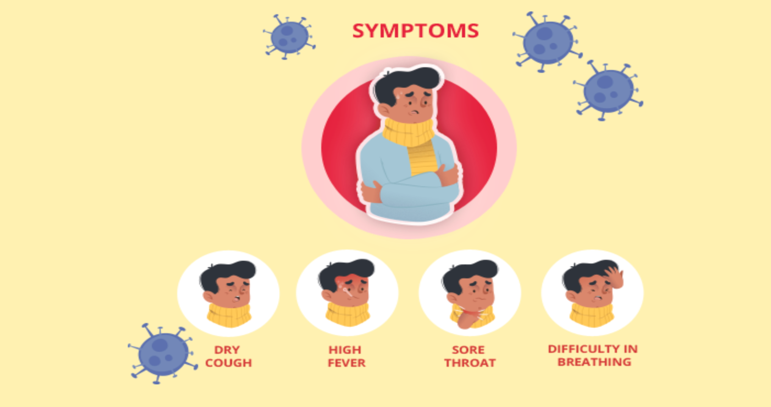 SYMPTOMS
DRY
COUGH
HIGH
FEVER
SORE
THROAT
DIFFICULTY IN
BREATHING